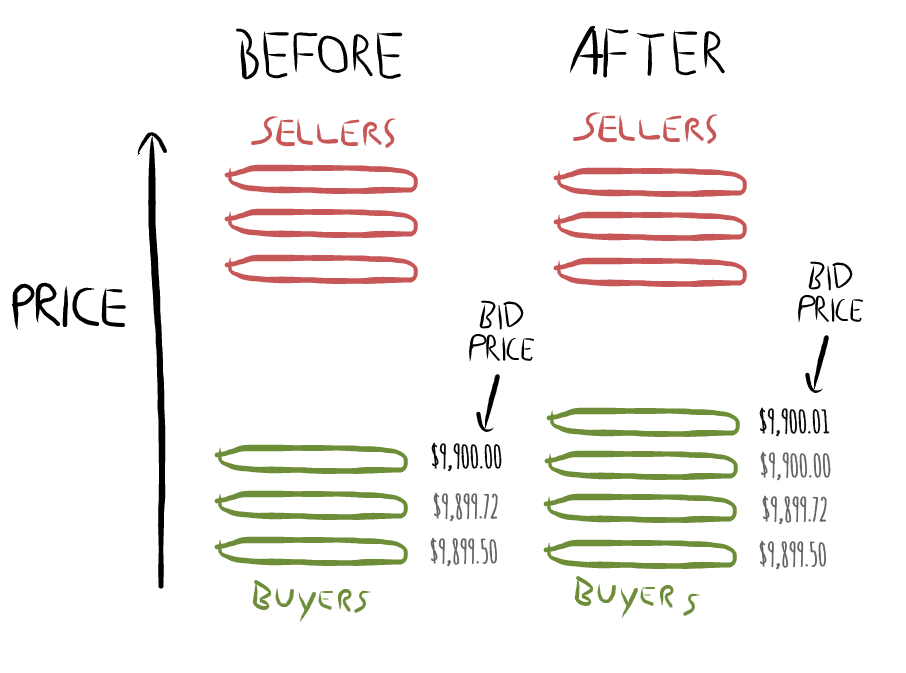 BEFORE
AFTER
SELLERS
SELLERS
PRICE
BID
PRICE
BID
PRICE
$9,900.00
$9,899.72
$9,899.50
$9,900.01
$9,900.00
$9,899.72
$9,899.50
BUYERS
BUYERS